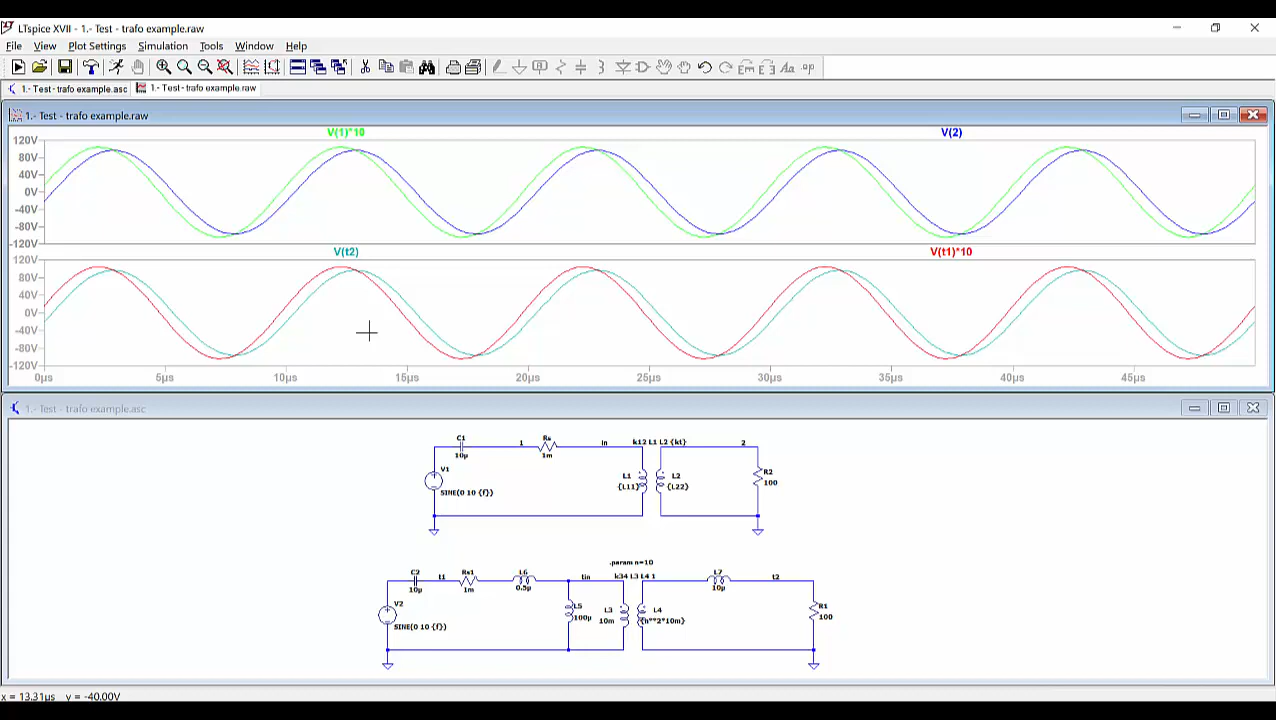 LTspice XVII - 1.- Test - trafo example.raw
File View Plot Settings Simulation Tools Window Help
1.- Test - trafo example.asc 1.- Test - trafo example.raw
1.- Test - trafo example.raw
V(1)*10 V(2)
120V
80V
40V
0V
-40V
-80V
-120V
V(t2) V(t1)*10
120V
80V
40V
0V
-40V
-80V
-120V
0µs 5µs 10µs 15µs 20µs 25µs 30µs 35µs 40µs 45µs
1.- Test - trafo example.asc
C1 1 Rs in k12 L1 L2 {kt} 2
10µ 1m
V1 L1 L2 R2
{L11} {L22} 100
SINE(0 10 {f})
.param n=10
C2 t1 Rs1 L6 tin k34 L3 L4 1 L7 t2
10µ 1m 0.5µ 10µ
V2 L5 L3 L4 R1
100µ 10m {n**2*10m} 100
SINE(0 10 {f})
x = 13.31µs y = -40.00V